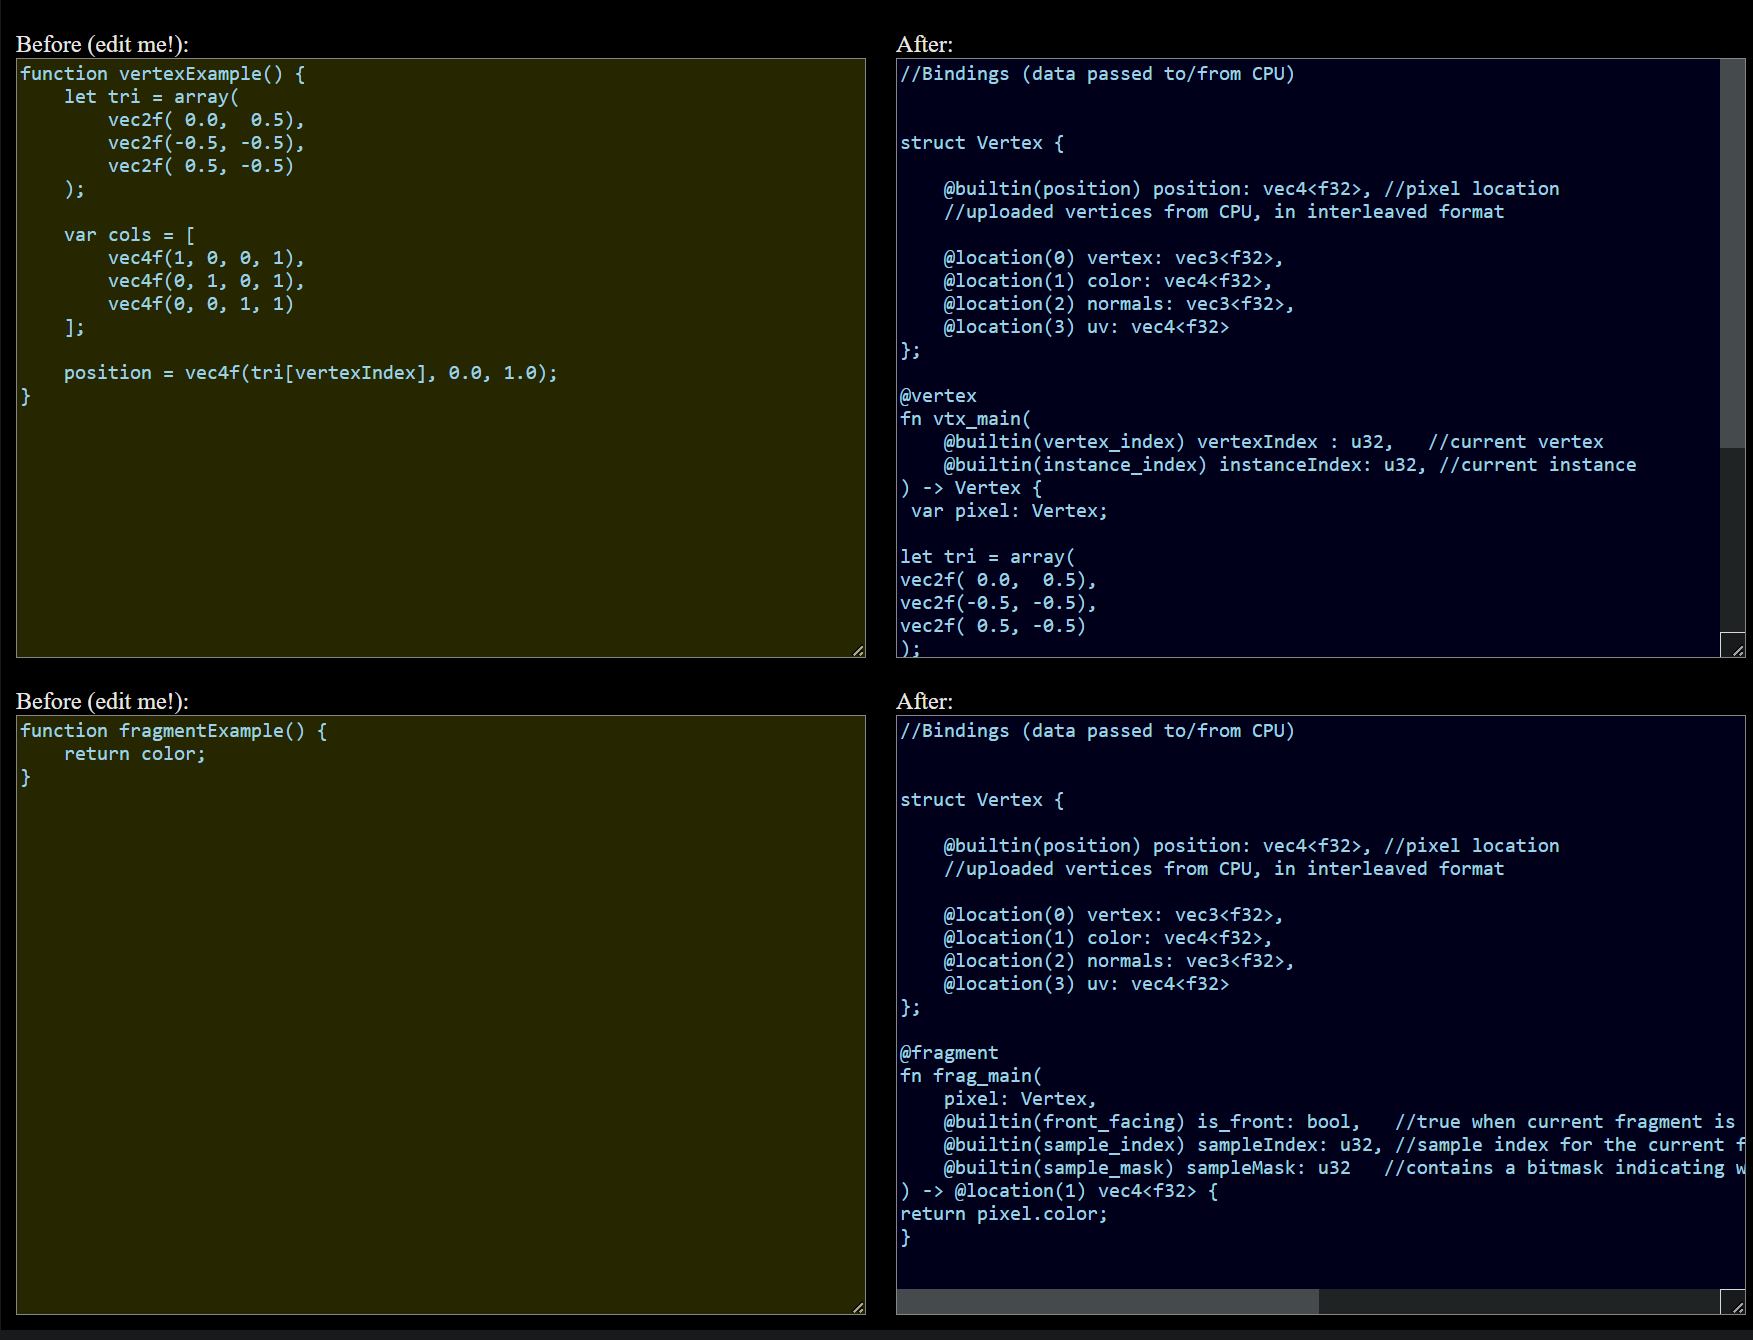 Before (edit me!):
function vertexExample() {
    let tri = array(
        vec2f( 0.0,  0.5),
        vec2f(-0.5, -0.5),
        vec2f( 0.5, -0.5)
    );
    var cols = [
        vec4f(1, 0, 0, 1),
        vec4f(0, 1, 0, 1),
        vec4f(0, 0, 1, 1)
    ];
    position = vec4f(tri[vertexIndex], 0.0, 1.0);
}
After:
//Bindings (data passed to/from CPU)
struct Vertex {
    @builtin(position) position: vec4<f32>, //pixel location
    //uploaded vertices from CPU, in interleaved format
    @location(0) vertex: vec3<f32>,
    @location(1) color: vec4<f32>,
    @location(2) normals: vec3<f32>,
    @location(3) uv: vec4<f32>
};
@vertex
fn vtx_main(
    @builtin(vertex_index) vertexIndex : u32,   //current vertex
    @builtin(instance_index) instanceIndex: u32, //current instance
) -> Vertex {
 var pixel: Vertex;
let tri = array(
vec2f( 0.0,  0.5),
vec2f(-0.5, -0.5),
vec2f( 0.5, -0.5)
);
Before (edit me!):
function fragmentExample() {
    return color;
}
After:
//Bindings (data passed to/from CPU)
struct Vertex {
    @builtin(position) position: vec4<f32>, //pixel location
    //uploaded vertices from CPU, in interleaved format
    @location(0) vertex: vec3<f32>,
    @location(1) color: vec4<f32>,
    @location(2) normals: vec3<f32>,
    @location(3) uv: vec4<f32>
};
@fragment
fn frag_main(
    pixel: Vertex,
    @builtin(front_facing) is_front: bool,   //true when current fragment is
    @builtin(sample_index) sampleIndex: u32, //sample index for the current f
    @builtin(sample_mask) sampleMask: u32   //contains a bitmask indicating w
) -> @location(1) vec4<f32> {
return pixel.color;
}